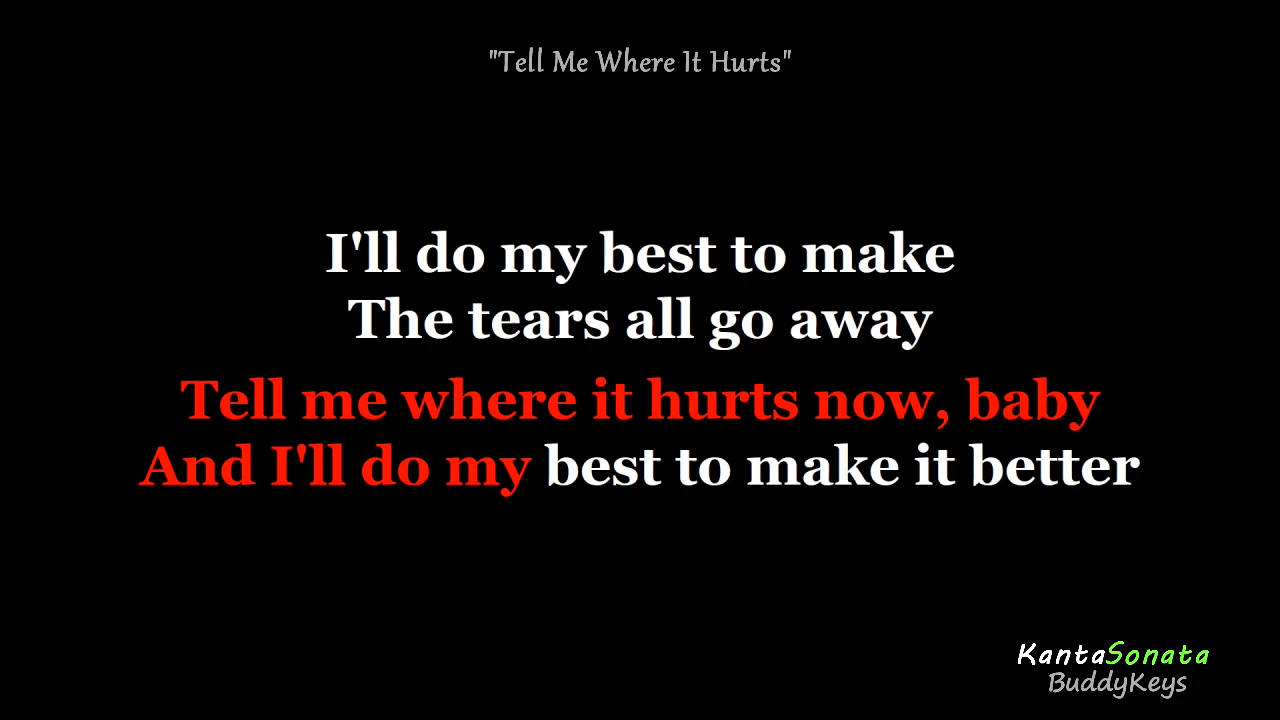 "Tell Me Where It Hurts"
I'll do my best to make
The tears all go away
Tell me where it hurts now, baby
And I'll do my best to make it better
KantaSonata
BuddyKeys